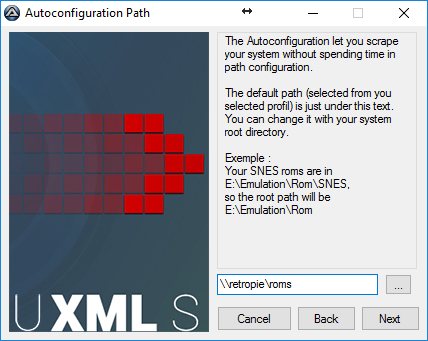 Autoconfiguration Path
The Autoconfiguration let you scrape
your system without spending time in
path configuration.
The default path (selected from you
selected profil) is just under this text.
You can change it with your system
root directory.
Exemple :
Your SNES roms are in
E:\Emulation\Rom\SNES,
so the root path will be
E:\Emulation\Rom
\\retropie\roms
...
U XML S
Cancel
Back
Next